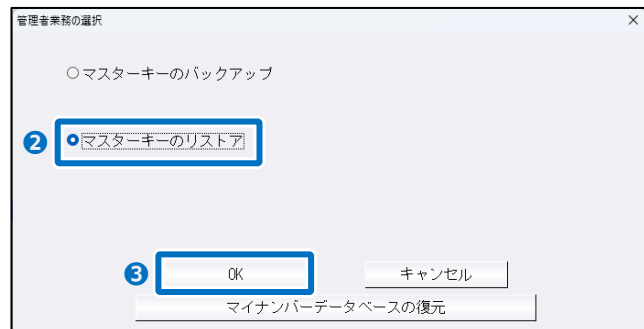 管理者業務の選択
マスターキーのバックアップ
❷ マスターキーのリストア
❸ OK キャンセル
マイナンバーデータベースの復元